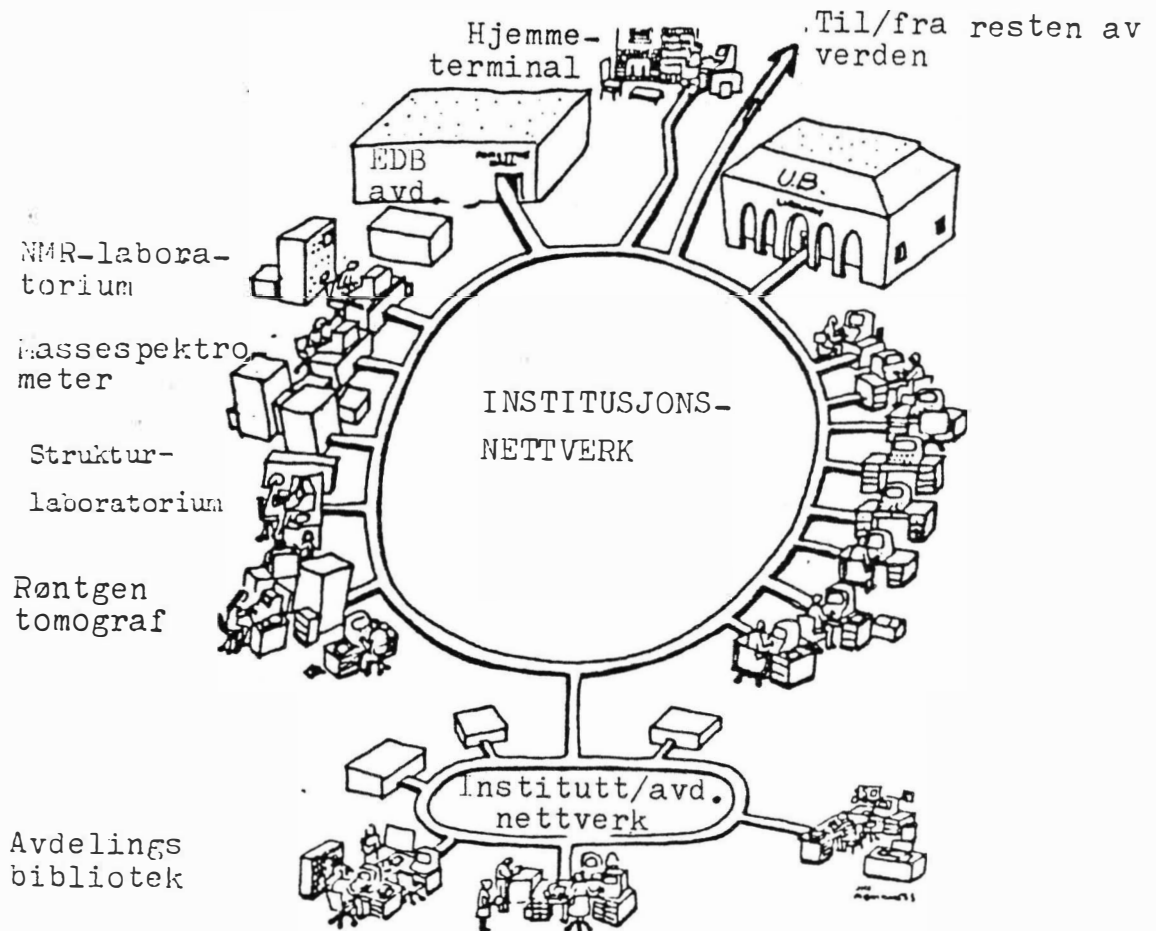 Hjemme-
terminal
.Til/fra resten av
verden
EDB
avd.
U.B.
NMR-labora-
torium
Massespektro
meter
INSTITUSJONS-
NETTVERK
Struktur-
laboratorium
Røntgen
tomograf
Institutt/avd.
nettverk
Avdelings
bibliotek